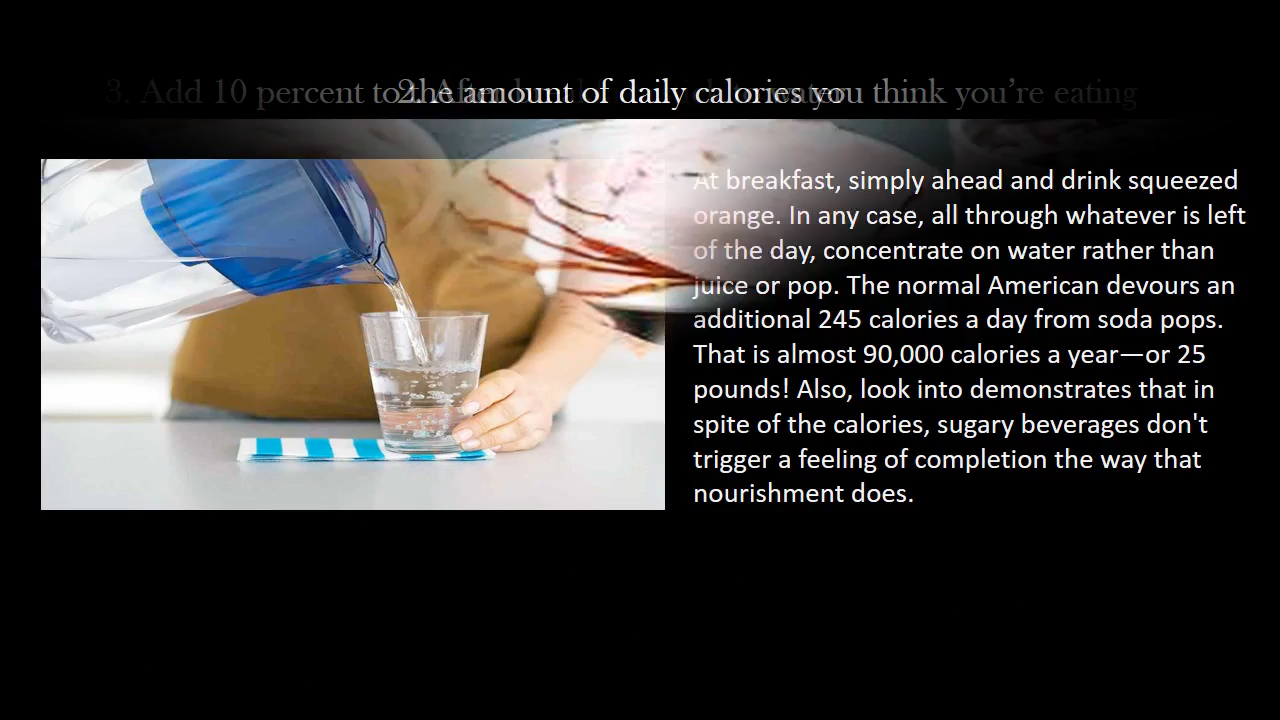 3. Add 10 percent to the amount of daily calories you think you’re eating
2. After
At breakfast, simply ahead and drink squeezed
orange. In any case, all through whatever is left
of the day, concentrate on water rather than
juice or pop. The normal American devours an
additional 245 calories a day from soda pops.
That is almost 90,000 calories a year—or 25
pounds! Also, look into demonstrates that in
spite of the calories, sugary beverages don't
trigger a feeling of completion the way that
nourishment does.